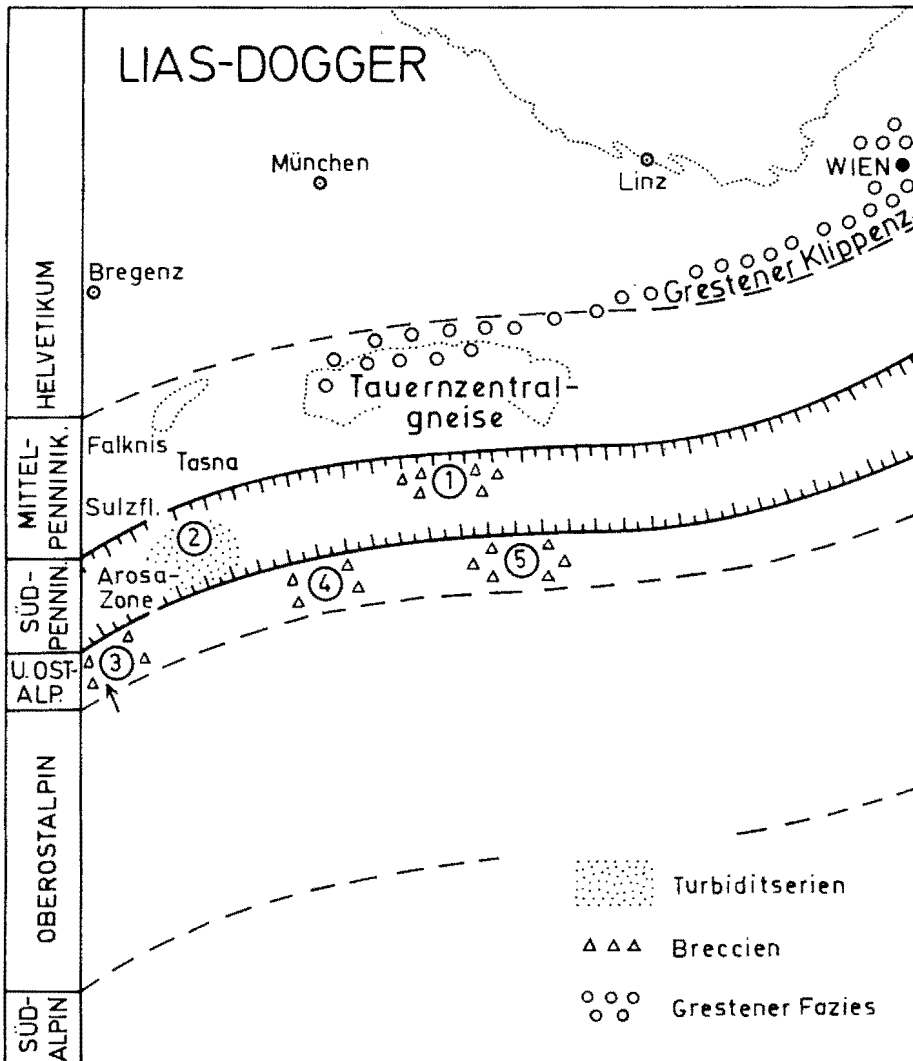 LIAS-DOGGER
München
Linz
WIEN
Bregenz
Grestener Klippenz.
Tauernzentral-
gneise
Falknis
Tasna
Sulzfl.
Arosa-
Zone
1
2
3
4
5
HELVETIKUM
MITTEL-
PENNINIK.
SÜD-
PENNIN.
U.OST-
ALP.
OBEROSTALPIN
SÜD-
ALPIN
Turbiditserien
Breccien
Grestener Fazies